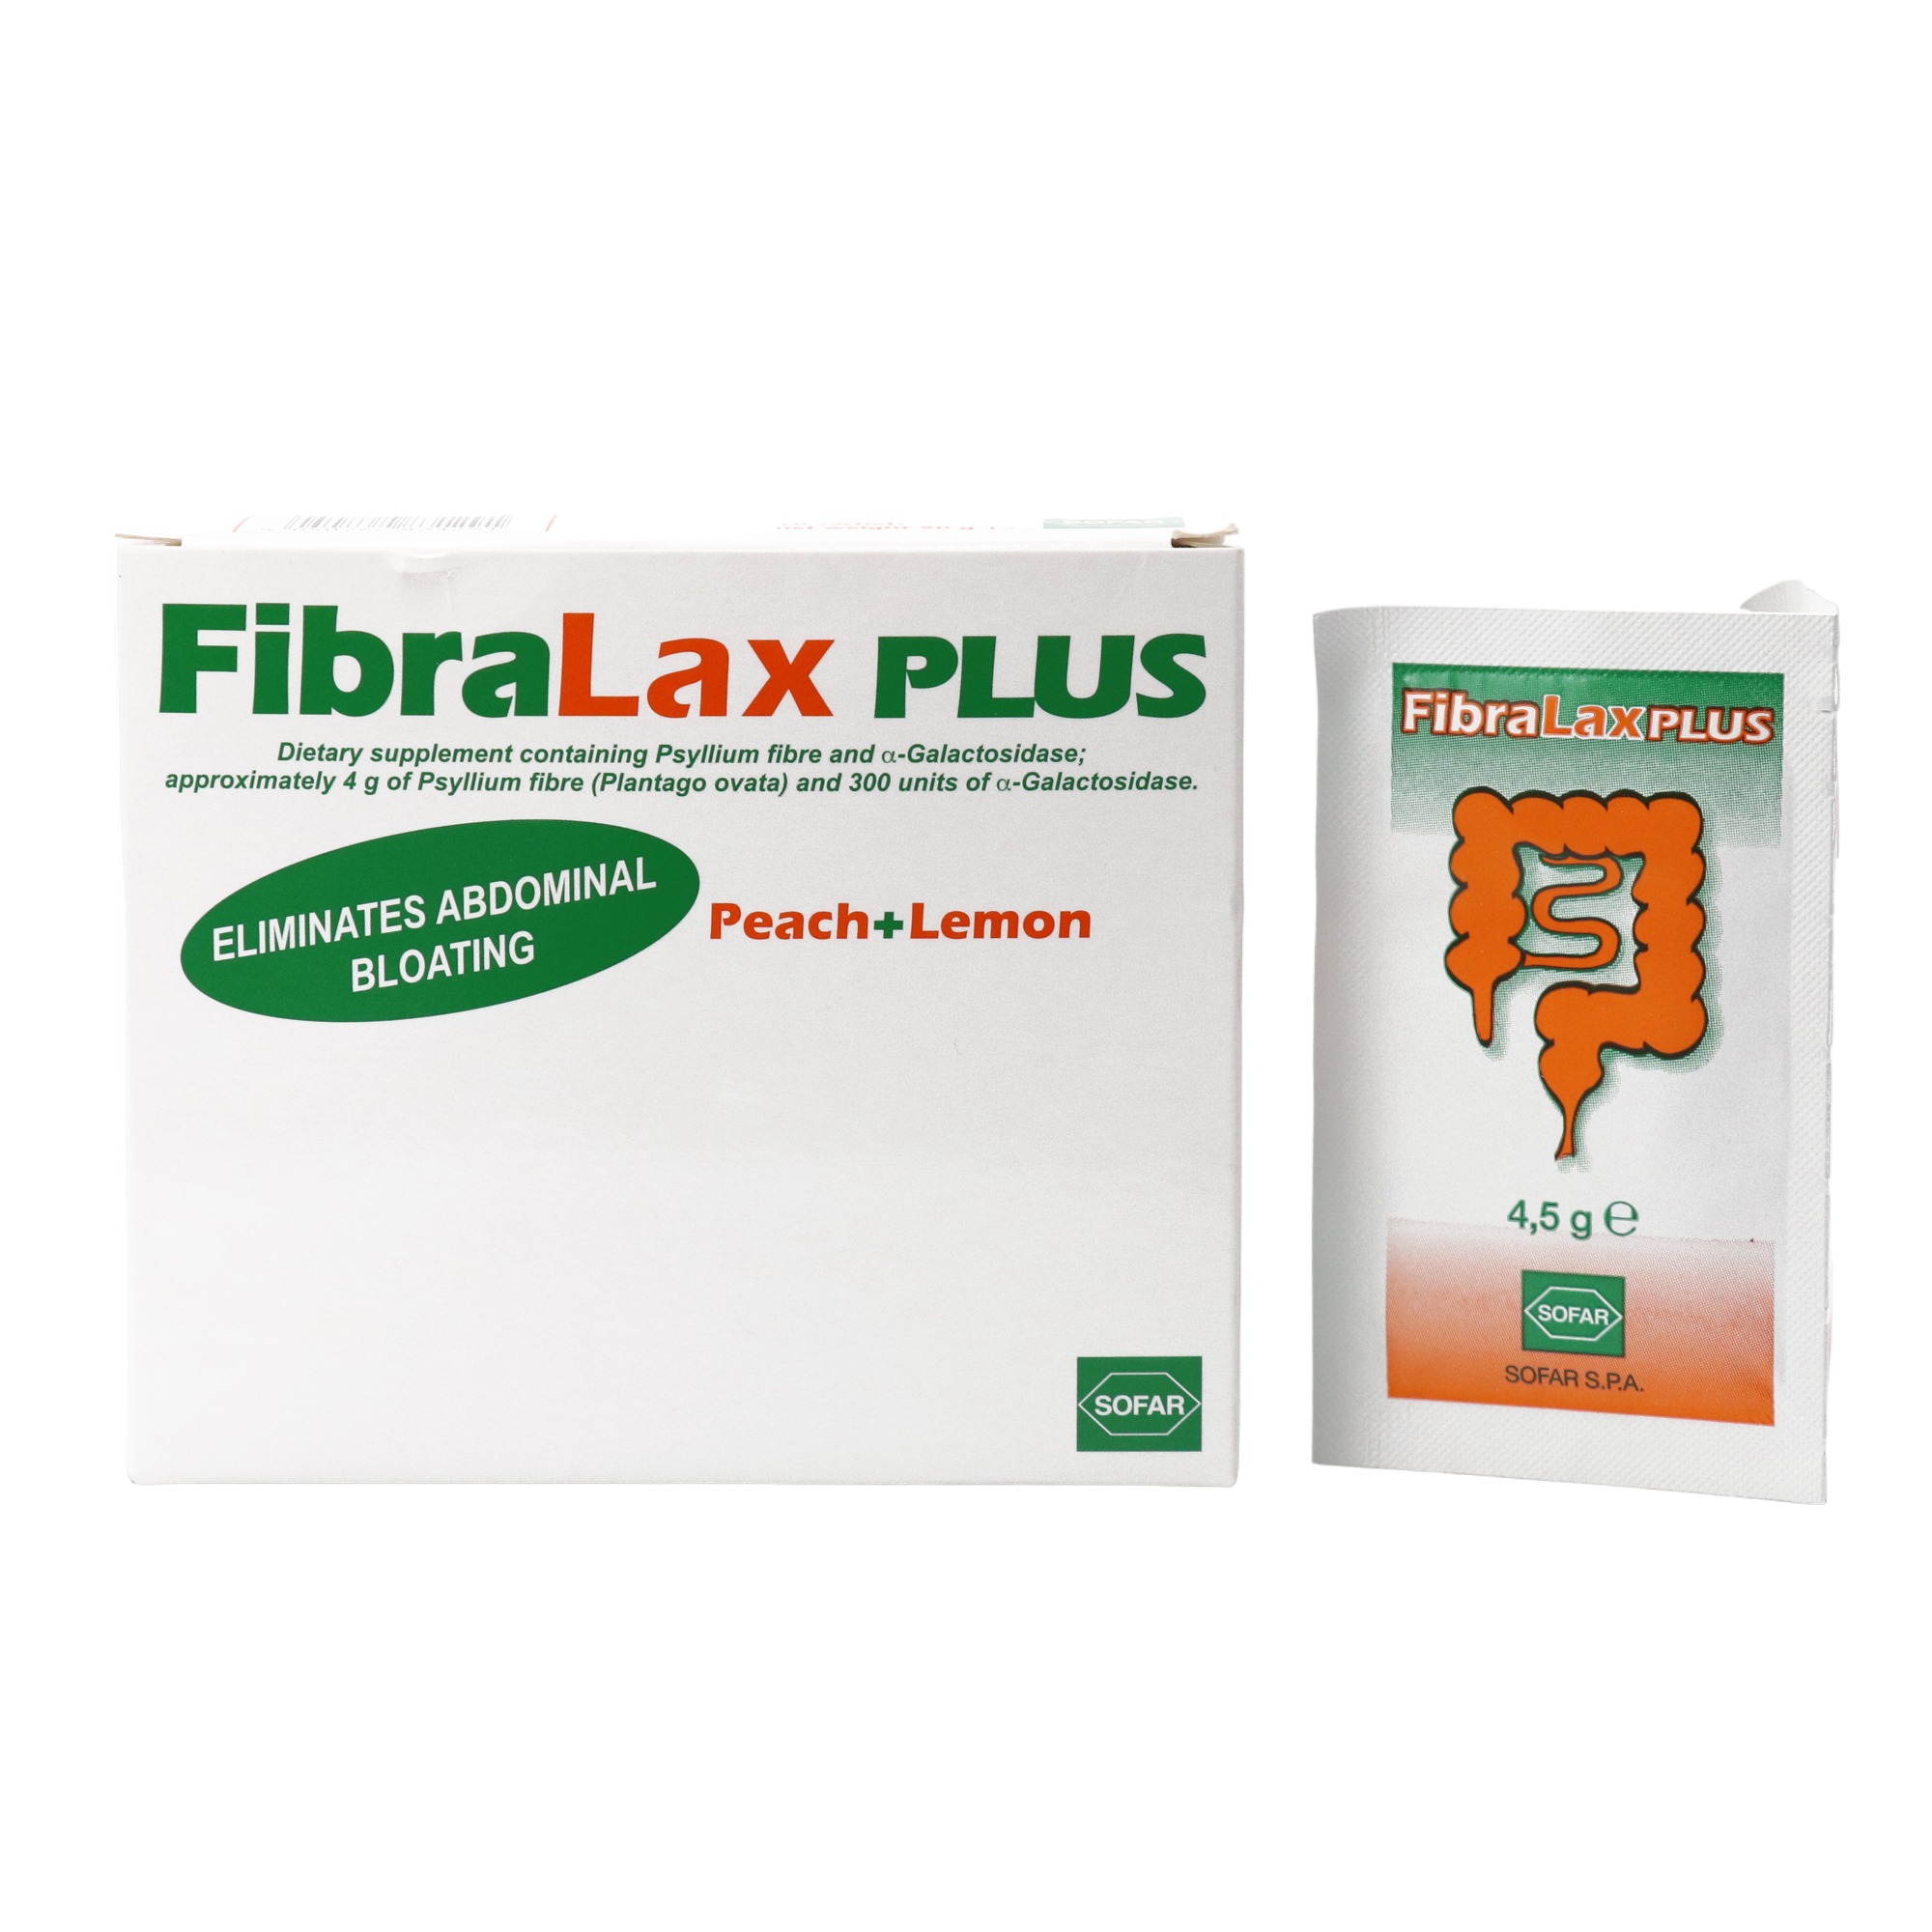 SOFAR
FibraLax PLUS
Dietary supplement containing Psyllium fibre and α-Galactosidase;
approximately 4 g of Psyllium fibre (Plantago ovata) and 300 units of α-Galactosidase.
ELIMINATES ABDOMINAL
BLOATING
Peach+Lemon
SOFAR
FibraLax PLUS
4,5 g ℮
SOFAR
SOFAR S.P.A.